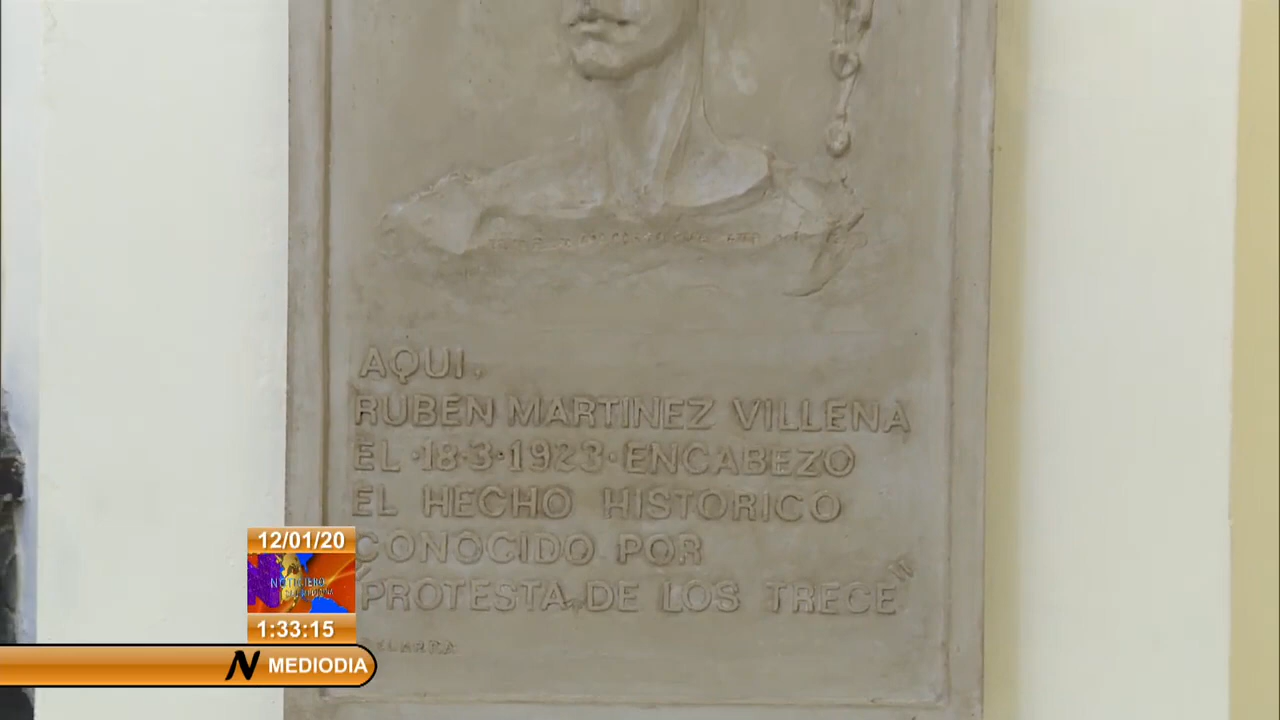 AQUI,
RUBEN MARTINEZ VILLENA
EL·18·3·1923·ENCABEZO
EL HECHO HISTORICO
CONOCIDO POR
"PROTESTA DE LOS TRECE"
12/01/20
NOTICIERO
1:33:15
N MEDIODIA